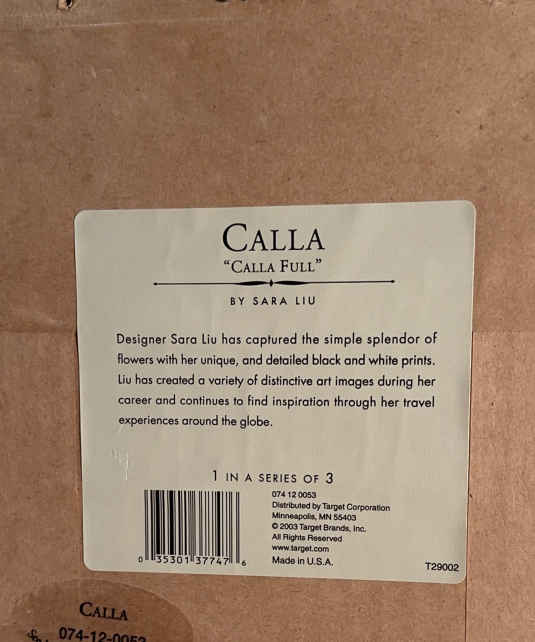 CALLA
“CALLA FULL”
BY SARA LIU
Designer Sara Liu has captured the simple splendor of
flowers with her unique, and detailed black and white prints.
Liu has created a variety of distinctive art images during her
career and continues to find inspiration through her travel
experiences around the globe.
1 IN A SERIES OF 3
074 12 0053
Distributed by Target Corporation
Minneapolis, MN 55403
© 2003 Target Brands, Inc.
All Rights Reserved
www.target.com
Made in U.S.A.
0 35301 37747 6
T29002
CALLA
074-12-0053